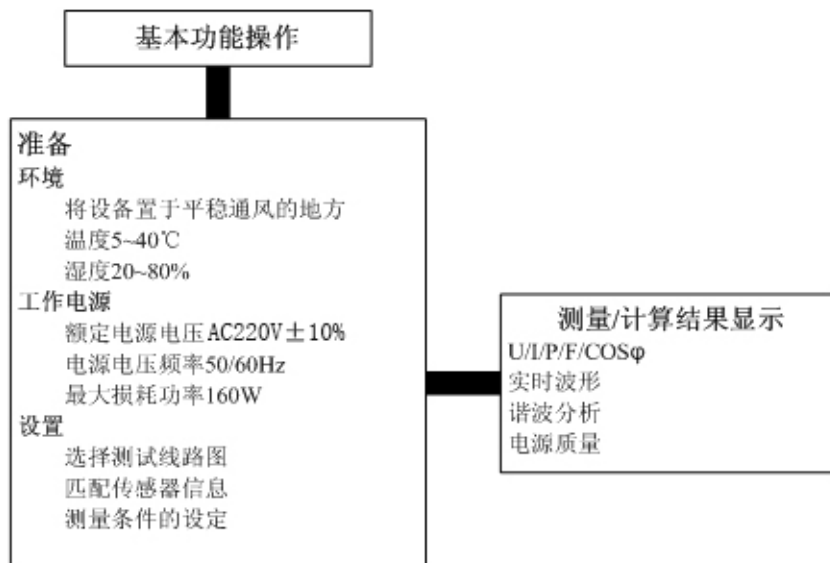 基本功能操作
准备
环境
将设备置于平稳通风的地方
温度5~40℃
湿度20~80%
工作电源
额定电源电压AC220V±10%
电源电压频率50/60Hz
最大损耗功率160W
设置
选择测试线路图
匹配传感器信息
测量条件的设定
测量/计算结果显示
U/I/P/F/COSφ
实时波形
谐波分析
电源质量